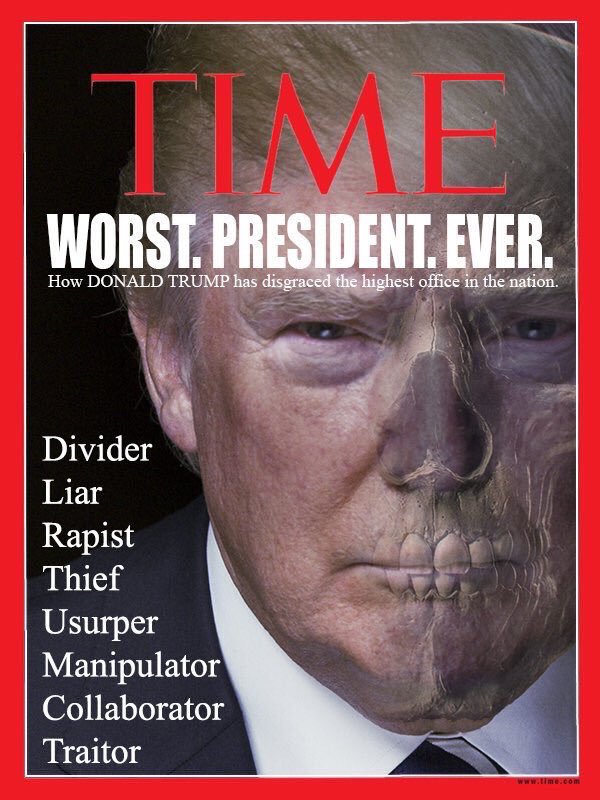 TIME
WORST. PRESIDENT. EVER.
How DONALD TRUMP has disgraced the highest office in the nation.
Divider
Liar
Rapist
Thief
Usurper
Manipulator
Collaborator
Traitor
www.time.com